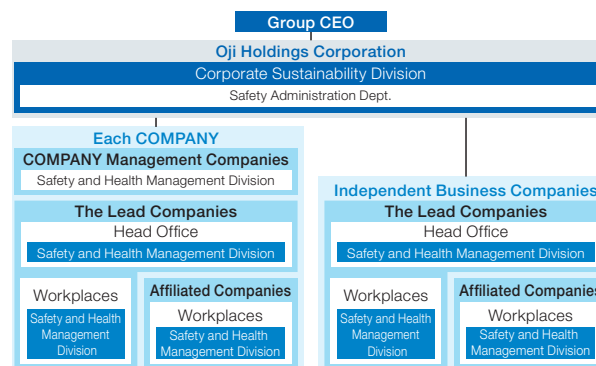 Group CEO
Oji Holdings Corporation
Corporate Sustainability Division
Safety Administration Dept.
Each COMPANY
COMPANY Management Companies
Safety and Health Management Division
The Lead Companies
Head Office
Safety and Health Management Division
Workplaces
Safety and Health
Management
Division
Affiliated Companies
Workplaces
Safety and Health
Management Division
Independent Business Companies
The Lead Companies
Head Office
Safety and Health Management Division
Workplaces
Safety and Health
Management
Division
Affiliated Companies
Workplaces
Safety and Health
Management Division